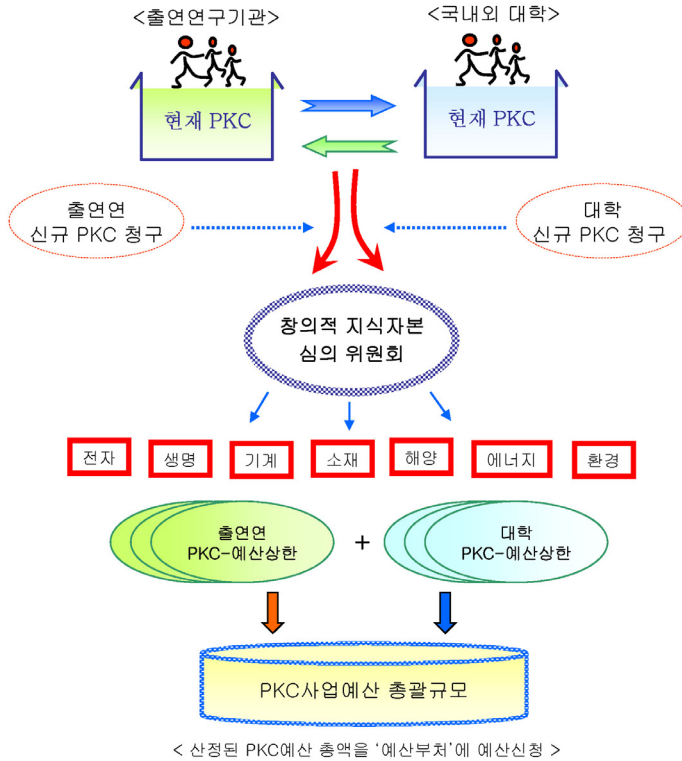 <출연연구기관>
<국내외 대학>
현재 PKC
현재 PKC
출연연
신규 PKC 청구
대학
신규 PKC 청구
창의적 지식자본
심의 위원회
전자
생명
기계
소재
해양
에너지
환경
출연연
PKC-예산상한
+
대학
PKC-예산상한
PKC사업예산 총괄규모
< 산정된 PKC예산 총액을 ‘예산부처’에 예산신청 >